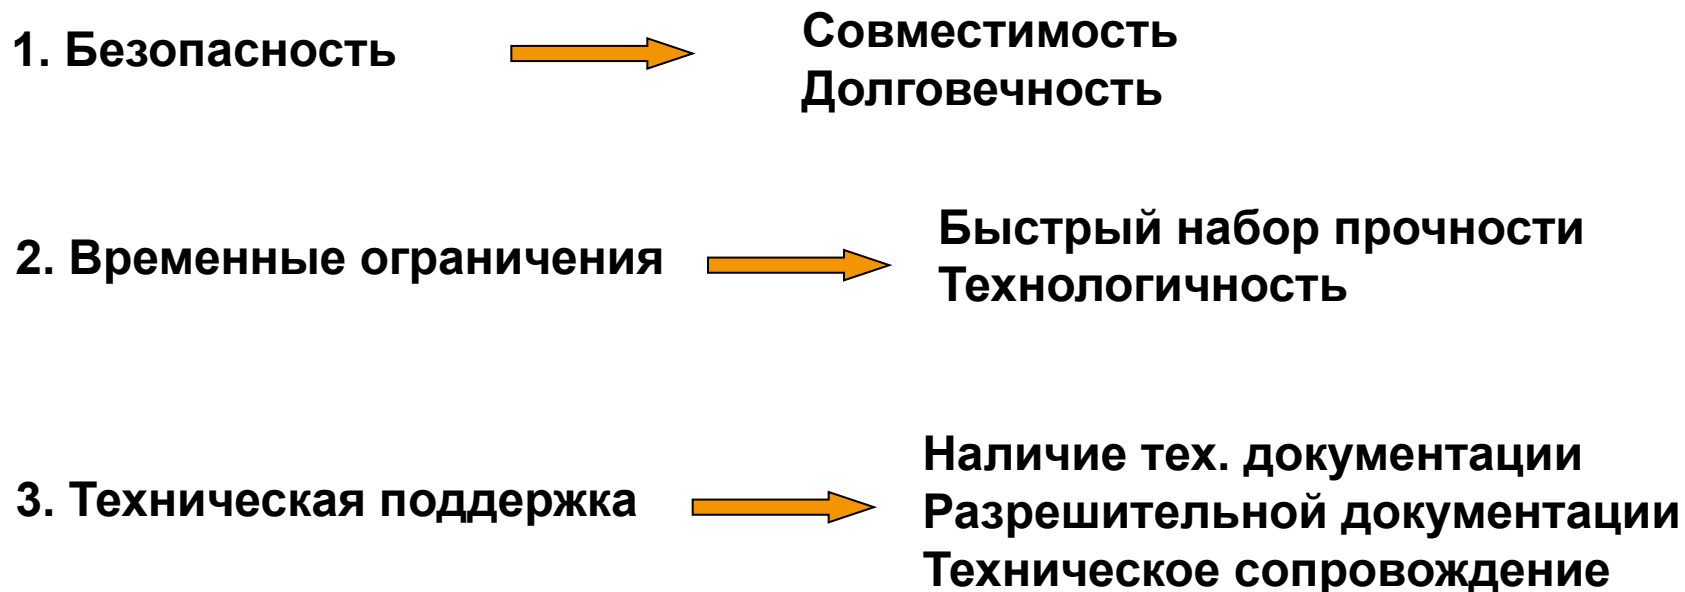 1. Безопасность
Совместимость
Долговечность
2. Временные ограничения
Быстрый набор прочности
Технологичность
3. Техническая поддержка
Наличие тех. документации
Разрешительной документации
Техническое сопровождение